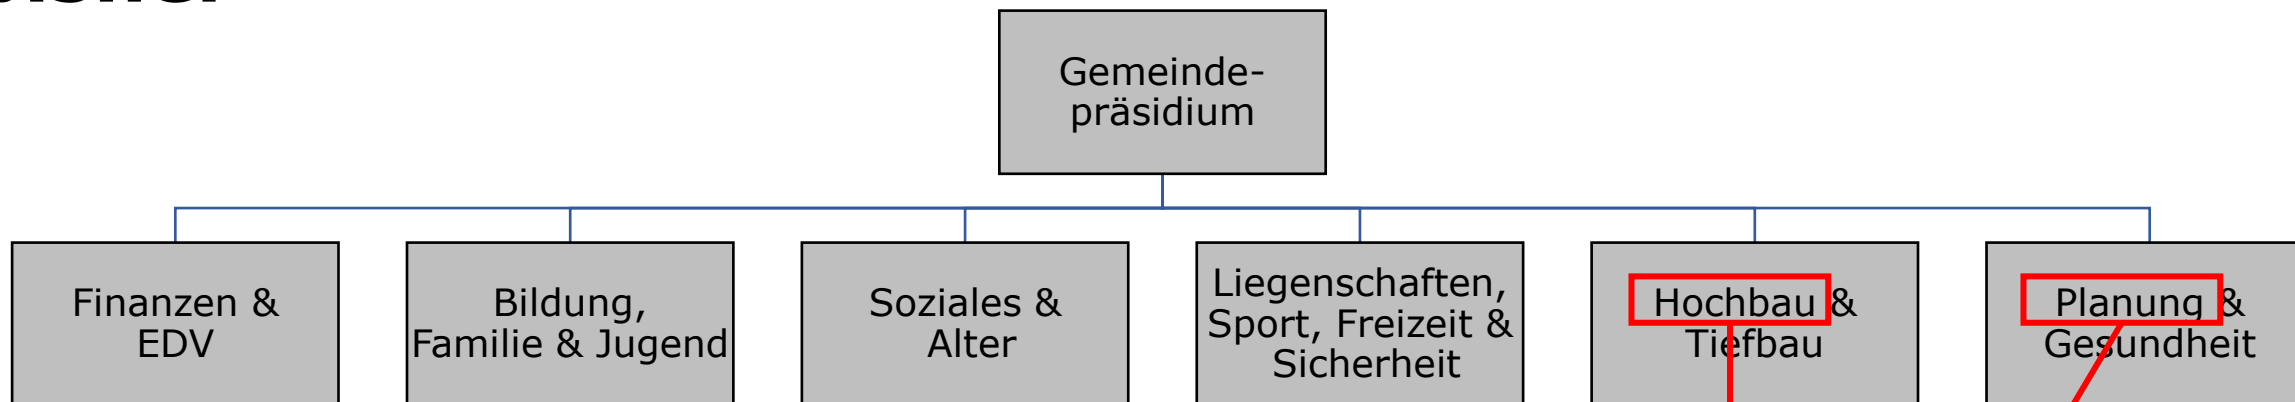 Gemeinde-
präsidium
Finanzen &
EDV
Bildung,
Familie & Jugend
Soziales &
Alter
Liegenschaften,
Sport, Freizeit &
Sicherheit
Hochbau &
Tiefbau
Planung &
Gesundheit